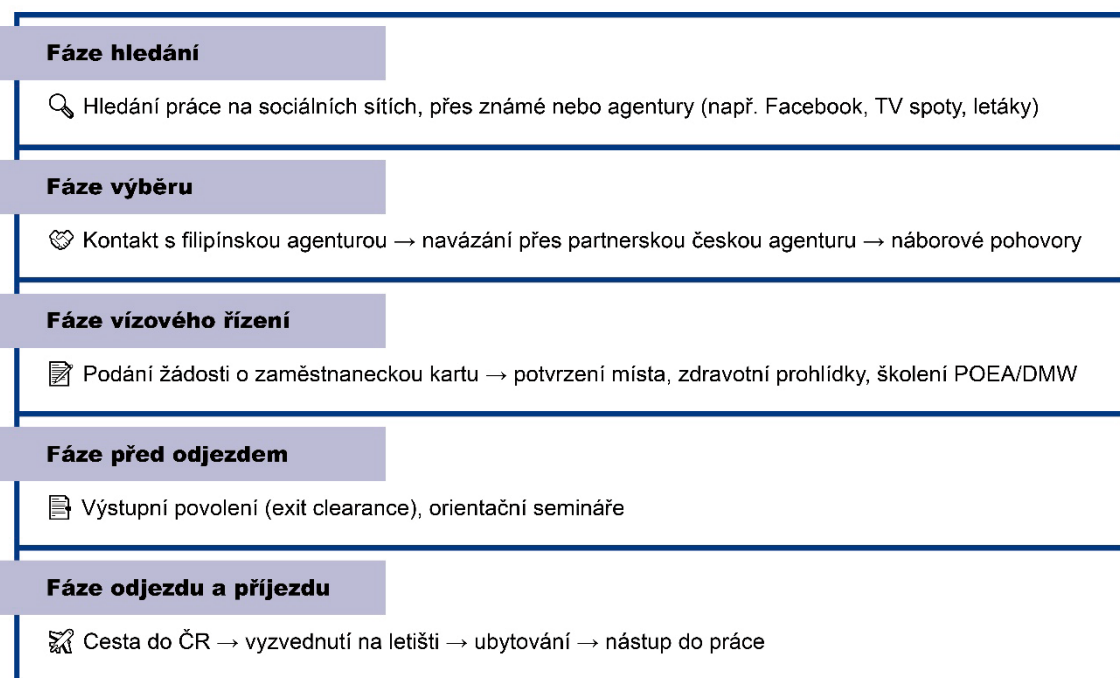 Fáze hledání
Hledání práce na sociálních sítích, přes známé nebo agentury (např. Facebook, TV spoty, letáky)
Fáze výběru
Kontakt s filipínskou agenturou → navázání přes partnerskou českou agenturu → náborové pohovory
Fáze vízového řízení
Podání žádosti o zaměstnaneckou kartu → potvrzení místa, zdravotní prohlídky, školení POEA/DMW
Fáze před odjezdem
Výstupní povolení (exit clearance), orientační semináře
Fáze odjezdu a příjezdu
Cesta do ČR → vyzvednutí na letišti → ubytování → nástup do práce